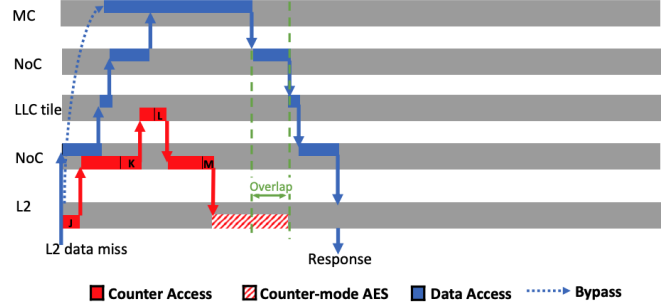 MC
NoC
LLC tile
L
NoC
K
M
Overlap
L2
J
L2 data miss
Response
Counter Access
Counter-mode AES
Data Access
Bypass